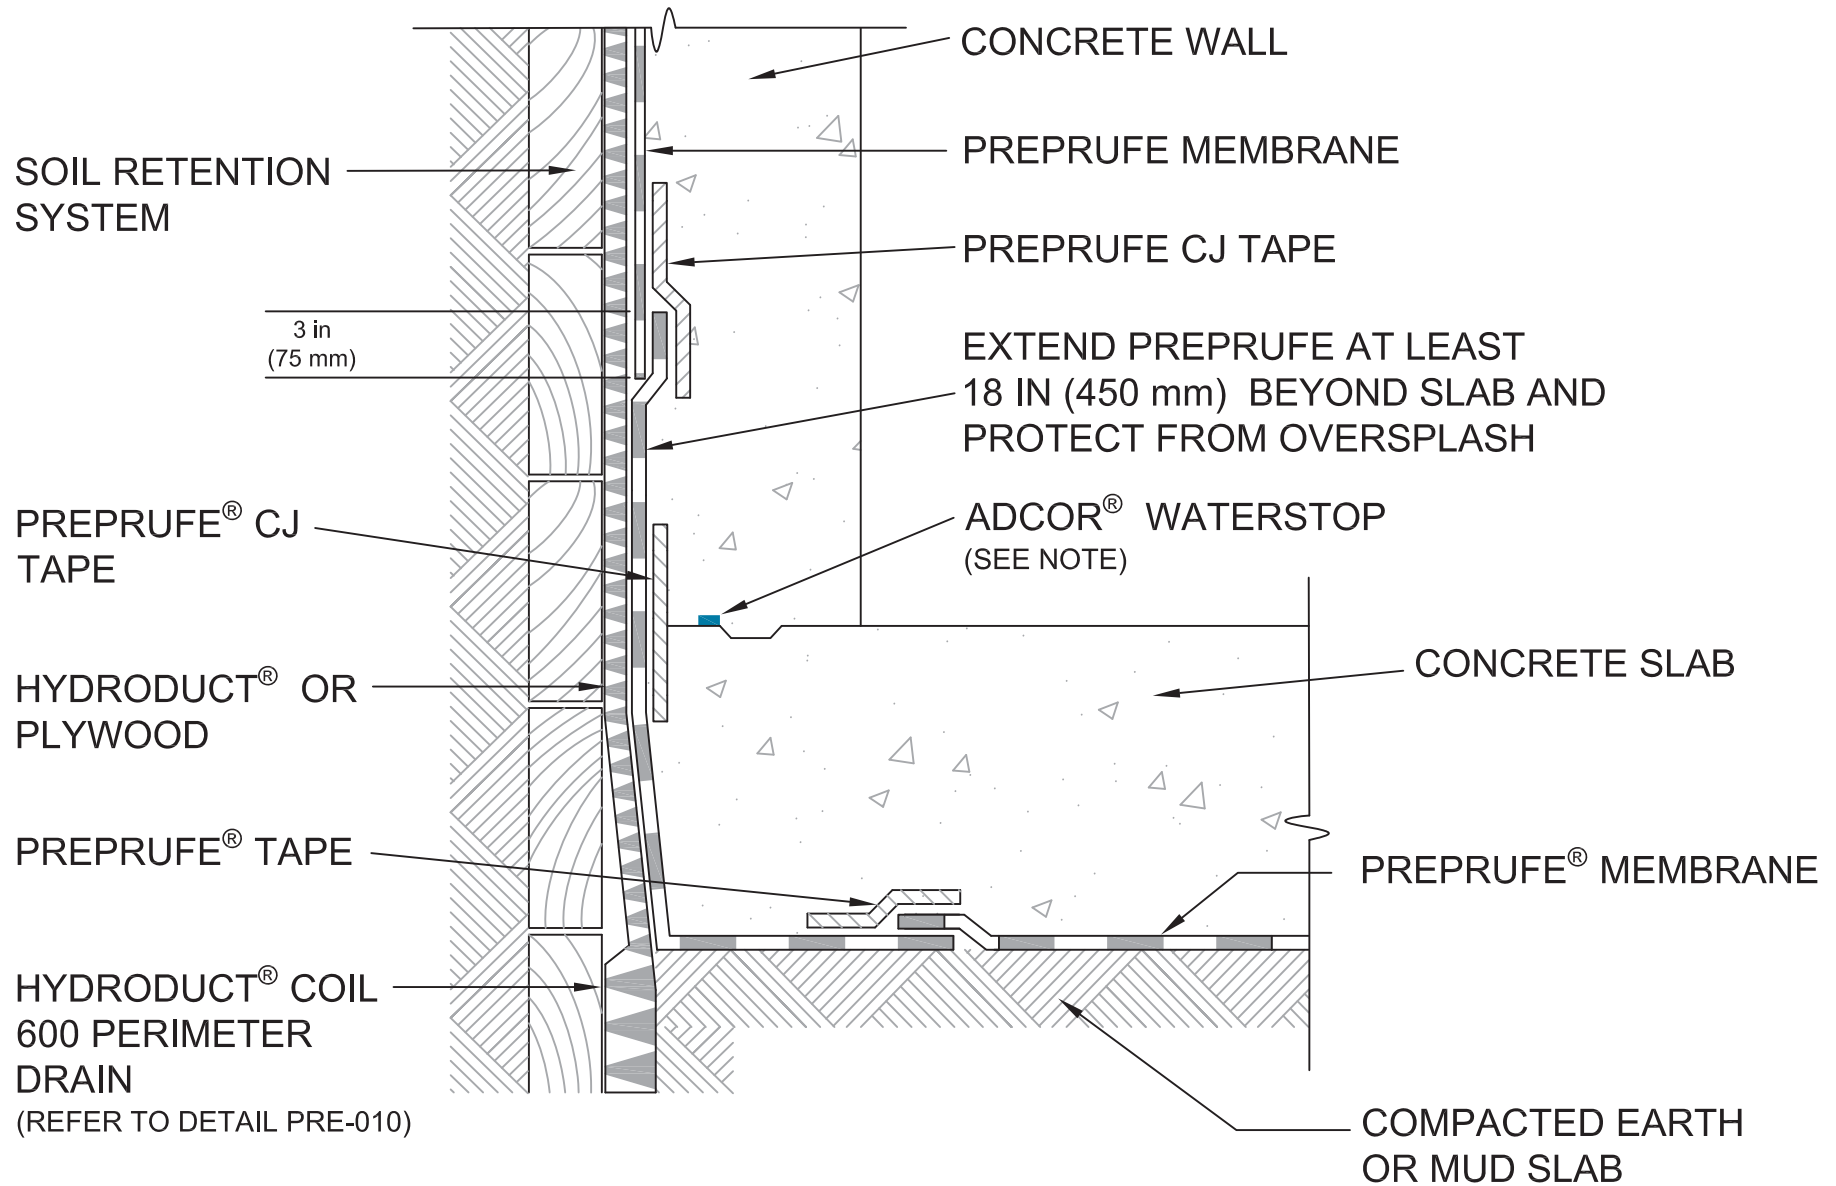 CONCRETE WALL
PREPRUFE MEMBRANE
SOIL RETENTION
SYSTEM
PREPRUFE CJ TAPE
3 in
(75 mm)
EXTEND PREPRUFE AT LEAST
18 IN (450 mm) BEYOND SLAB AND
PROTECT FROM OVERSPLASH
PREPRUFE® CJ
TAPE
ADCOR® WATERSTOP
(SEE NOTE)
CONCRETE SLAB
HYDRODUCT® OR
PLYWOOD
PREPRUFE® TAPE
PREPRUFE® MEMBRANE
HYDRODUCT® COIL
600 PERIMETER
DRAIN
(REFER TO DETAIL PRE-010)
COMPACTED EARTH
OR MUD SLAB